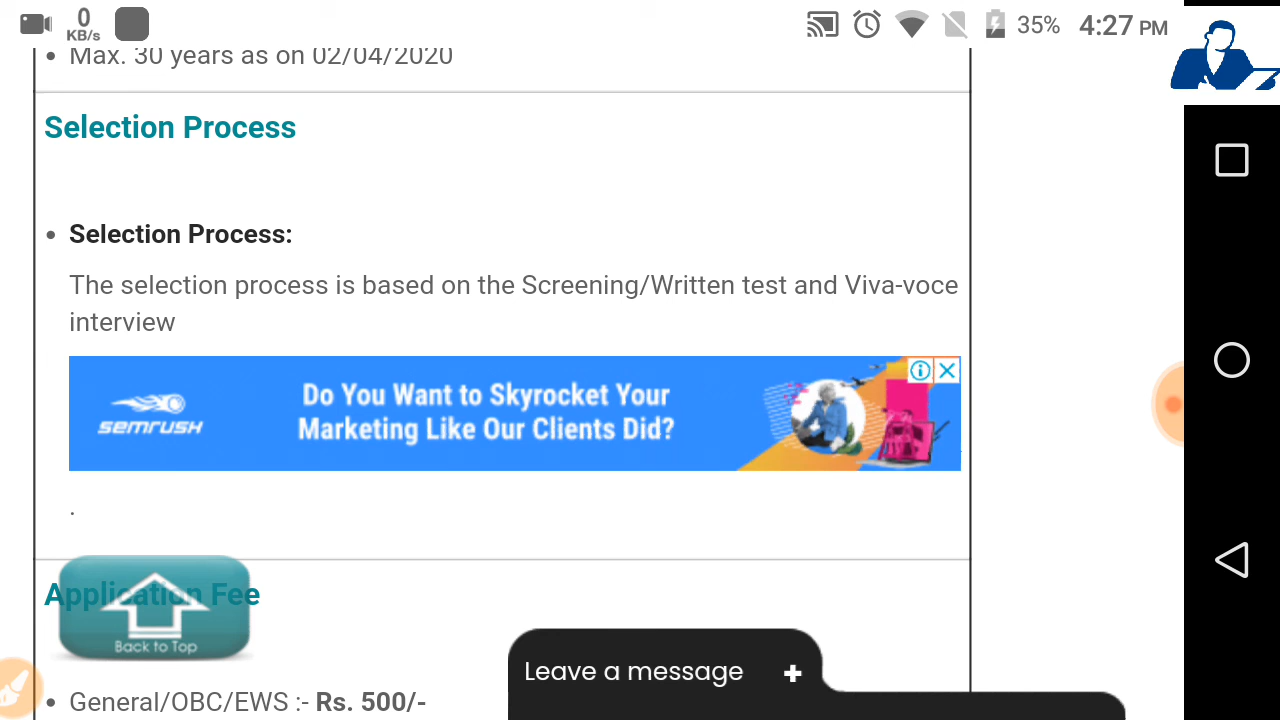 0
KB/s
35% 4:27 PM
Max. 30 years as on 02/04/2020
Selection Process
Selection Process:
The selection process is based on the Screening/Written test and Viva-voce
interview
semrush
Do You Want to Skyrocket Your
Marketing Like Our Clients Did?
.
Application Fee
Back to Top
Leave a message +
General/OBC/EWS :- Rs. 500/-